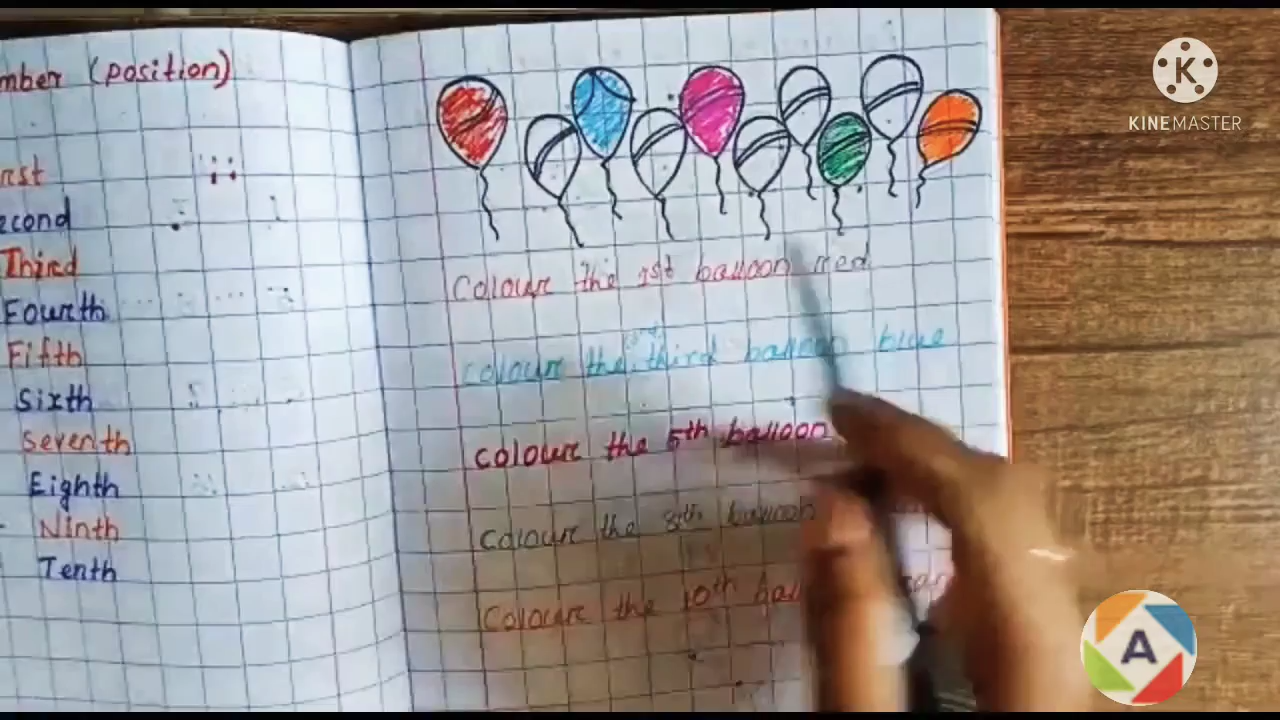 mber (position)
rst
econd
Third
Fourth
Fifth
Sixth
Seventh
Eighth
Ninth
Tenth
Colour the 1st balloon red
colour the third balloon blue
colour the 5th balloon
Colour the 8th balloon
Colour the 10th
K
KINEMASTER
A